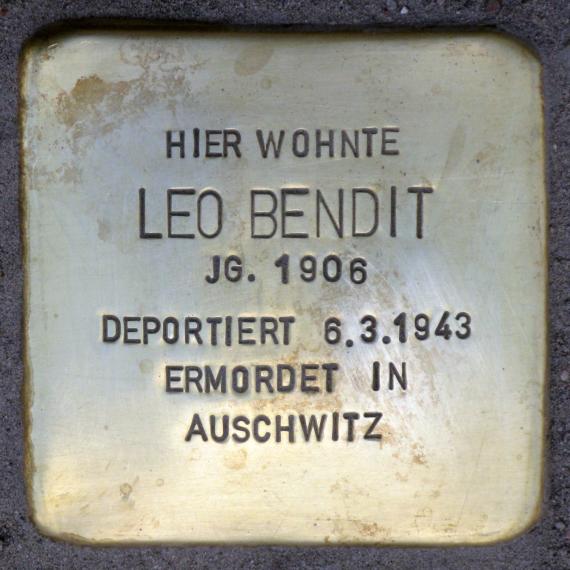 HIER WOHNTE
LEO BENDIT
JG. 1906
DEPORTIERT 6.3.1943
ERMORDET IN
AUSCHWITZ